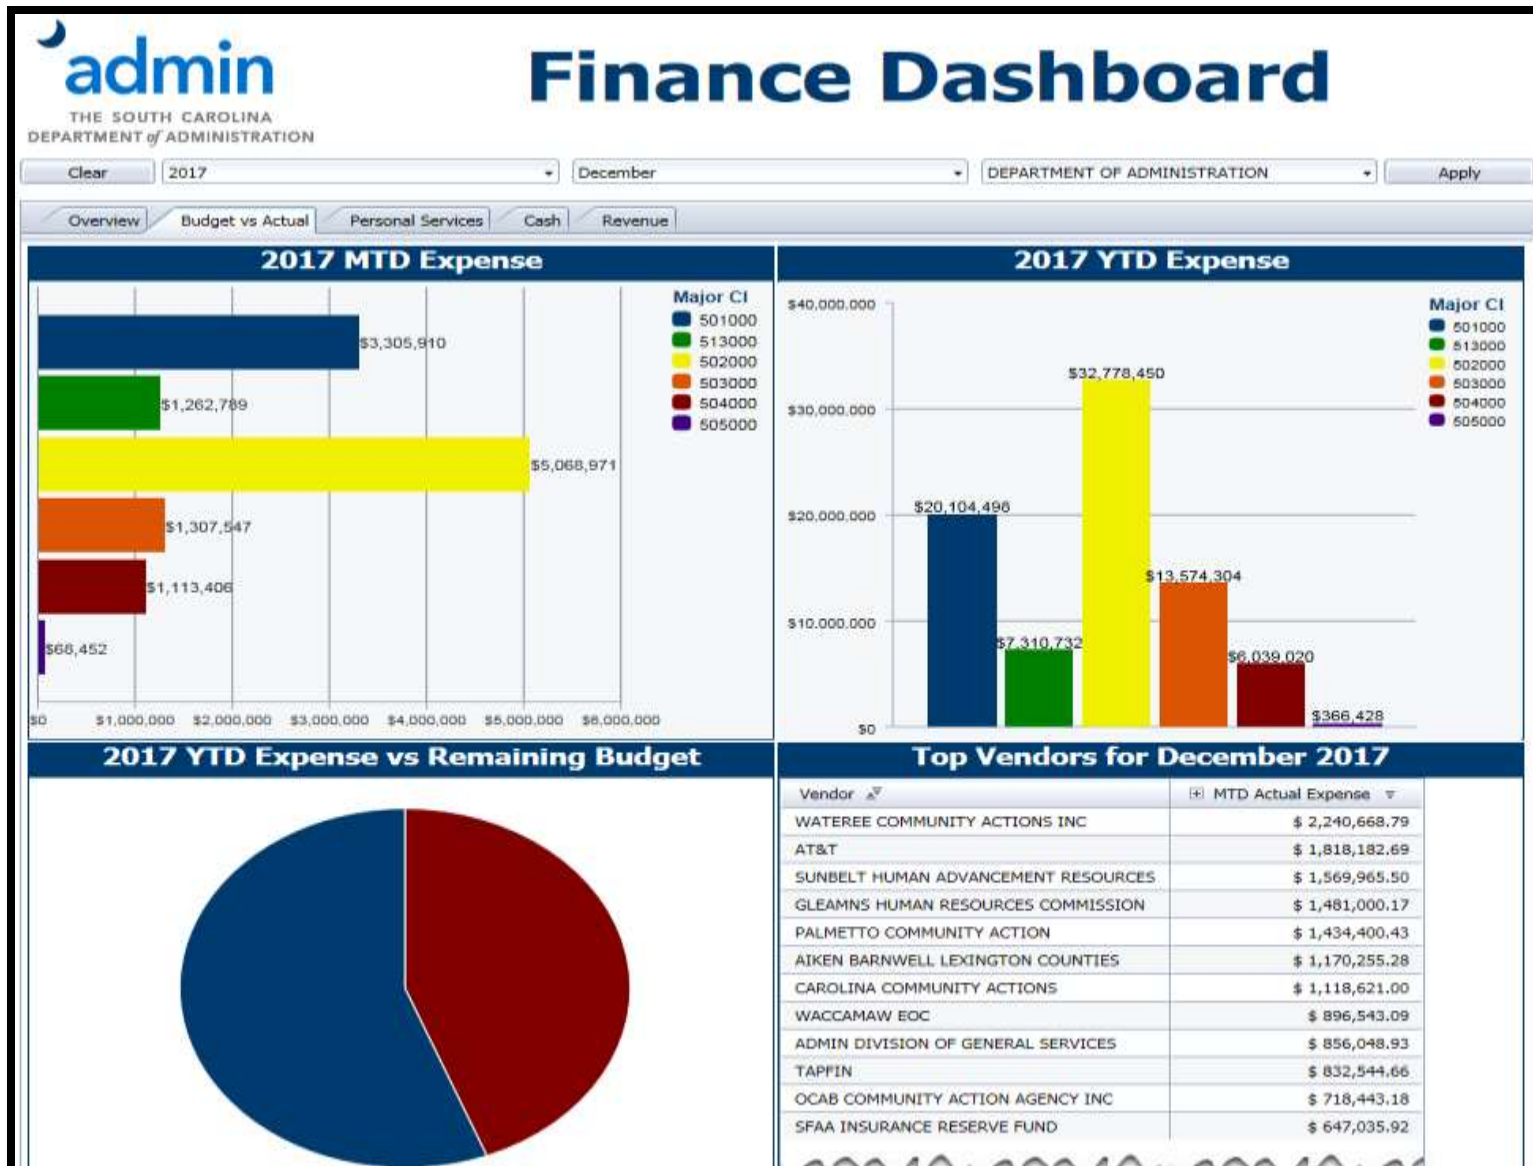 admin
THE SOUTH CAROLINA
DEPARTMENT of ADMINISTRATION
Finance Dashboard
Clear 2017 December DEPARTMENT OF ADMINISTRATION Apply
Overview Budget vs Actual Personal Services Cash Revenue
2017 MTD Expense
Major CI
501000
513000
502000
503000
504000
505000
$3,305,910
$1,262,789
$5,068,971
$1,307,547
$1,113,406
$68,452
$0 $1,000,000 $2,000,000 $3,000,000 $4,000,000 $5,000,000 $6,000,000
2017 YTD Expense
Major CI
501000
513000
502000
503000
504000
505000
$40,000,000
$30,000,000
$20,000,000
$10,000,000
$0
$20,104,496
$7,310,732
$32,778,450
$13,574,304
$6,039,020
$366,428
2017 YTD Expense vs Remaining Budget
Top Vendors for December 2017
Vendor MTD Actual Expense
WATEREE COMMUNITY ACTIONS INC $ 2,240,668.79
AT&T $ 1,818,182.69
SUNBELT HUMAN ADVANCEMENT RESOURCES $ 1,569,965.50
GLEAMNS HUMAN RESOURCES COMMISSION $ 1,481,000.17
PALMETTO COMMUNITY ACTION $ 1,434,400.43
AIKEN BARNWELL LEXINGTON COUNTIES $ 1,170,255.28
CAROLINA COMMUNITY ACTIONS $ 1,118,621.00
WACCAMAW EOC $ 896,543.09
ADMIN DIVISION OF GENERAL SERVICES $ 856,048.93
TAPFIN $ 832,544.66
OCAB COMMUNITY ACTION AGENCY INC $ 718,443.18
SFAA INSURANCE RESERVE FUND $ 647,035.92